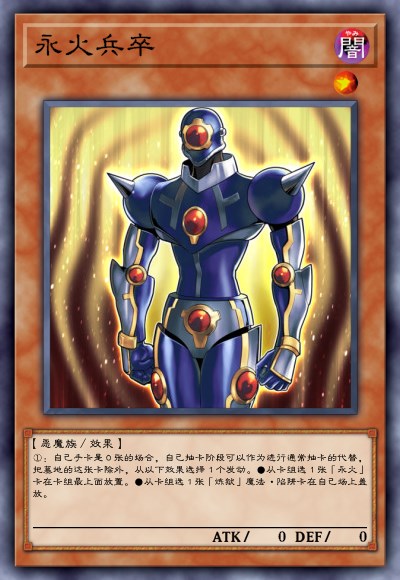 永火兵卒
やみ
闇
【恶魔族／效果】
①：自己手卡是０张的场合，自己抽卡阶段可以作为进行通常抽卡的代替，
把墓地的这张卡除外，从以下效果选择１个发动。●从卡组选１张「永火」
卡在卡组最上面放置。●从卡组选１张「炼狱」魔法·陷阱卡在自己场上盖
放。
ATK/ 0 DEF/ 0